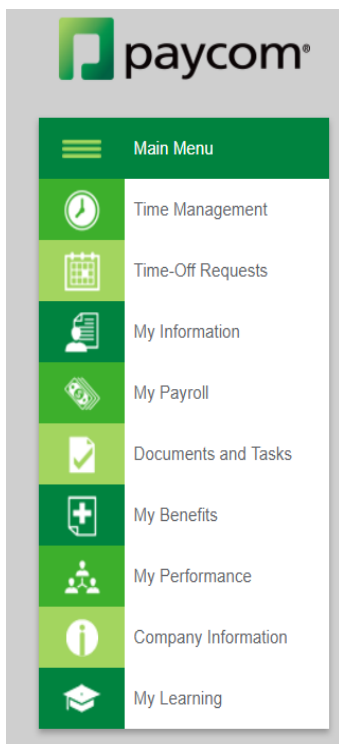 paycom®
Main Menu
Time Management
Time-Off Requests
My Information
My Payroll
Documents and Tasks
My Benefits
My Performance
Company Information
My Learning